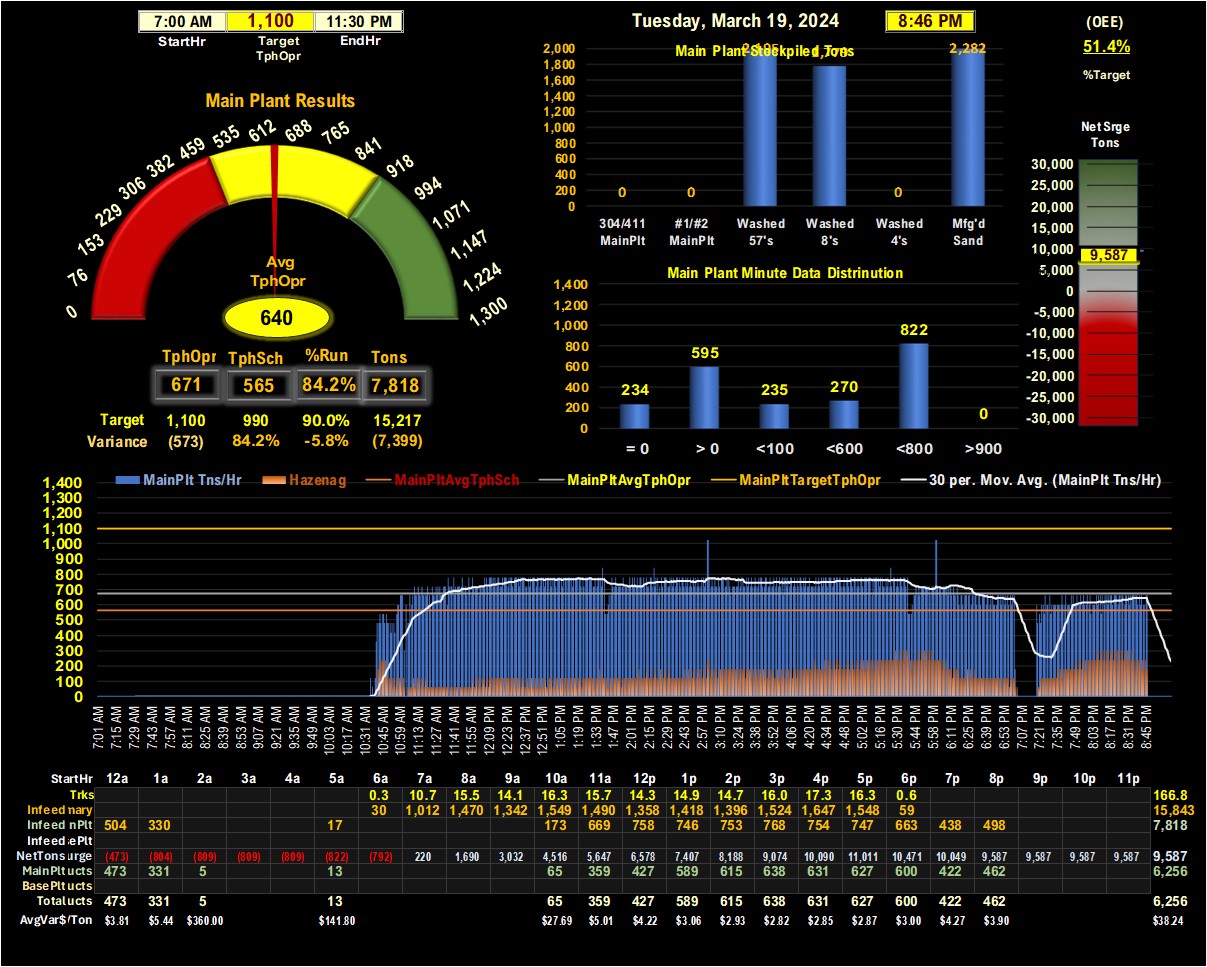 7:00 AM 1,100 11:30 PM
StartHr Target TphOpr EndHr
Tuesday, March 19, 2024 8:46 PM
(OEE)
51.4%
%Target
Main Plant Results
0 76 153 229 306 382 459 535 612 688 765 841 918 994 1,071 1,147 1,224 1,300
Avg
TphOpr
640
TphOpr TphSch %Run Tons
671 565 84.2% 7,818
Target 1,100 990 90.0% 15,217
Variance (573) 84.2% -5.8% (7,399)
Main Plant Stockpiled Tons
2,000
1,800
1,600
1,400
1,200
1,000
800
600
400
200
0
0 0 0 2,282
304/411 MainPlt
#1/#2 MainPlt
Washed 57's
Washed 8's
Washed 4's
Mfg'd Sand
Main Plant Minute Data Distrinution
1,400
1,200
1,000
800
600
400
200
0
234 595 235 270 822 0
= 0 > 0 <100 <600 <800 >900
Net Srge
Tons
30,000
25,000
20,000
15,000
10,000
9,587
5,000
0
-5,000
-10,000
-15,000
-20,000
-25,000
-30,000
MainPlt Tns/Hr Hazenag MainPltAvgTphSch MainPltAvgTphOpr MainPltTargetTphOpr 30 per. Mov. Avg. (MainPlt Tns/Hr)
1,400
1,300
1,200
1,100
1,000
900
800
700
600
500
400
300
200
100
0
7:01 AM 7:15 AM 7:29 AM 7:43 AM 7:57 AM 8:11 AM 8:25 AM 8:39 AM 8:53 AM 9:07 AM 9:21 AM 9:35 AM 9:49 AM 10:03 AM 10:17 AM 10:31 AM 10:45 AM 10:59 AM 11:13 AM 11:27 AM 11:41 AM 11:55 AM 12:09 PM 12:23 PM 12:37 PM 12:51 PM 1:05 PM 1:19 PM 1:33 PM 1:47 PM 2:01 PM 2:15 PM 2:29 PM 2:43 PM 2:57 PM 3:10 PM 3:24 PM 3:38 PM 3:52 PM 4:06 PM 4:20 PM 4:34 PM 4:48 PM 5:02 PM 5:16 PM 5:30 PM 5:44 PM 5:58 PM 6:12 PM 6:25 PM 6:39 PM 6:53 PM 7:07 PM 7:21 PM 7:35 PM 7:49 PM 8:03 PM 8:17 PM 8:31 PM 8:45 PM
StartHr 12a 1a 2a 3a 4a 5a 6a 7a 8a 9a 10a 11a 12p 1p 2p 3p 4p 5p 6p 7p 8p 9p 10p 11p
Trks 0.3 10.7 15.5 14.1 16.3 15.7 14.3 14.9 14.7 16.0 17.3 16.3 0.6 166.8
Infeed mary 30 1,012 1,470 1,342 1,549 1,490 1,358 1,418 1,396 1,524 1,647 1,548 59 15,843
Infeed nPlt 504 330 17 173 669 758 746 753 768 754 747 663 438 498 7,818
Infeed ePlt
NetTons urge (473) (804) (809) (809) (809) (822) (792) 220 1,690 3,032 4,516 5,647 6,578 7,407 8,188 9,074 10,090 11,011 10,471 10,049 9,587 9,587 9,587 9,587 9,587
MainPlt ucts 473 331 5 13 65 359 427 589 615 638 631 627 600 422 462 6,256
BasePlt ucts
Total ucts 473 331 5 13 65 359 427 589 615 638 631 627 600 422 462 6,256
AvgVar$/Ton $3.81 $5.44 $360.00 $141.80 $27.69 $5.01 $4.22 $3.06 $2.93 $2.82 $2.85 $2.87 $3.00 $4.27 $3.90 $38.24